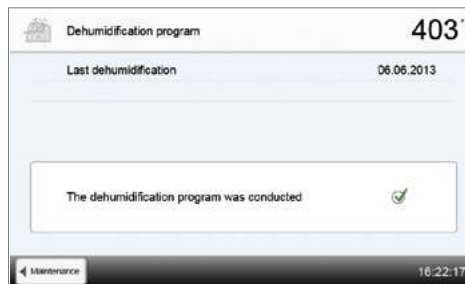 Dehumidification program
403°
Last dehumidification 06.06.2013
The dehumidification program was conducted
Maintenance
16:22:17